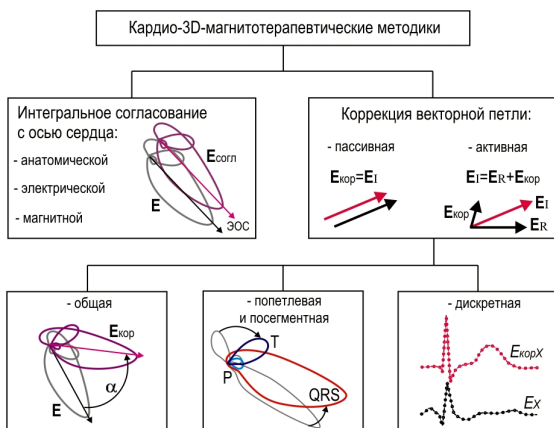 Кардио-3D-магнитотерапевтические методики
Интегральное согласование
с осью сердца:
- анатомической
- электрической
- магнитной
Eсогл
E
ЭОС
Коррекция векторной петли:
- пассивная
Eкор=EI
- активная
EI=ER+Eкор
Eкор
EI
ER
- общая
Eкор
α
E
- попетлевая
и посегментная
T
P
QRS
- дискретная
EкорX
EX